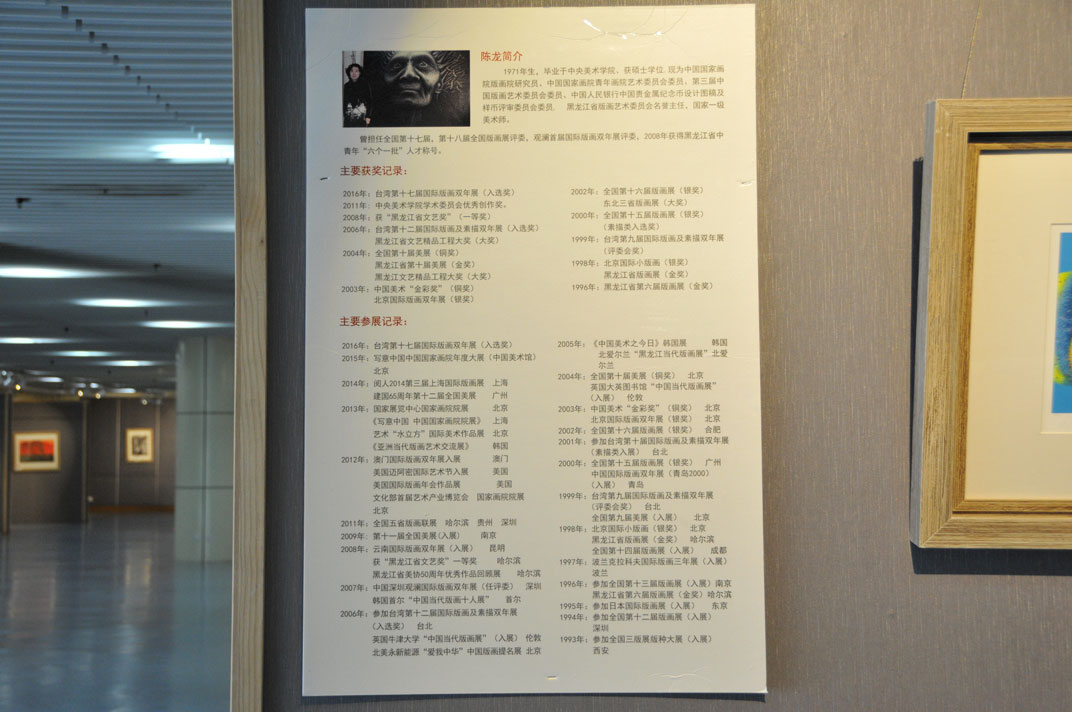 陈龙简介
1971年生，毕业于中央美术学院、获硕士学位.现为中国国家画
院版画院研究员、中国国家画院青年画院艺术委员会委员、第三届中
国版画艺术委员会委员、中国人民银行中国贵金属纪念币设计图稿及
样币评审委员会委员、 黑龙江省版画艺术委员会名誉主任，国家一级
美术师。
曾担任全国第十七届，第十八届全国版画展评委，观澜首届国际版画双年展评委，2008年获得黑龙江省中
青年“六个一批”人才称号。
主要获奖记录：
2016年：台湾第十七届国际版画双年展（入选奖）
2011年：中央美术学院学术委员会优秀创作奖。
2008年：获“黑龙江省文艺奖”（一等奖）
2006年：台湾第十二届国际版画及素描双年展（入选奖）
黑龙江省文艺精品工程大奖（大奖）
2004年：全国第十届美展（铜奖）
黑龙江省第十届美展（金奖）
黑龙江文艺精品工程大奖（大奖）
2003年：中国美术“金彩奖”（铜奖）
北京国际版画双年展（银奖）
2002年：全国第十六届版画展（银奖）
东北三省版画展（大奖）
2000年：全国第十五届版画展（银奖）
（素描类入选奖）
1999年：台湾第九届国际版画及素描双年展
（评委会奖）
1998年：北京国际小版画（银奖）
黑龙江省版画展（金奖）
1996年：黑龙江省第六届版画展（金奖）
主要参展记录：
2016年：台湾第十七届国际版画双年展（入选奖）
2015年：写意中国中国国家画院年度大展（中国美术馆）
北京
2014年：阅人2014第三届上海国际版画展 上海
建国65周年第十二届全国美展 广州
2013年：国家展览中心国家画院院展 北京
《写意中国 中国国家画院院展》 上海
艺术“水立方”国际美术作品展 北京
《亚洲当代版画艺术交流展》 韩国
2012年：澳门国际版画双年展入展 澳门
美国迈阿密国际艺术节入展 美国
美国国际版画年会作品展 美国
文化部首届艺术产业博览会 国家画院院展
北京
2011年：全国五省版画联展 哈尔滨 贵州 深圳
2009年：第十一届全国美展（入展） 南京
2008年：云南国际版画双年展（入展） 昆明
获“黑龙江省文艺奖”一等奖 哈尔滨
黑龙江省美协50周年优秀作品回顾展 哈尔滨
2007年：中国深圳观澜国际版画双年展（任评委） 深圳
韩国首尔“中国当代版画十人展” 首尔
2006年：参加台湾第十二届国际版画及素描双年展
（入选奖） 台北
英国牛津大学“中国当代版画展”（入展） 伦敦
北美永新能源“爱我中华”中国版画提名展 北京
2005年：《中国美术之今日》韩国展 韩国
北爱尔兰“黑龙江当代版画展”北爱
尔兰
2004年：全国第十届美展（铜奖） 北京
英国大英图书馆“中国当代版画展”
（入展） 伦敦
2003年：中国美术“金彩奖”（铜奖） 北京
北京国际版画双年展（银奖） 北京
2002年：全国第十六届版画展（银奖） 合肥
2001年：参加台湾第十届国际版画及素描双年展
（素描类入展） 台北
2000年：全国第十五届版画展（银奖） 广州
中国国际版画双年展（青岛2000）
（入展） 青岛
1999年：台湾第九届国际版画及素描双年展
（评委会奖） 台北
全国第九届美展（入展） 北京
1998年：北京国际小版画（银奖） 北京
黑龙江省版画展（金奖） 哈尔滨
全国第十四届版画展（入展） 成都
1997年：波兰克拉科夫国际版画三年展（入展）
波兰
1996年：参加全国第十三届版画展（入展）南京
黑龙江省第六届版画展（金奖）哈尔滨
1995年：参加日本国际版画展（入展） 东京
1994年：参加全国第十二届版画展（入展）
深圳
1993年：参加全国三版展版种大展（入展）
西安